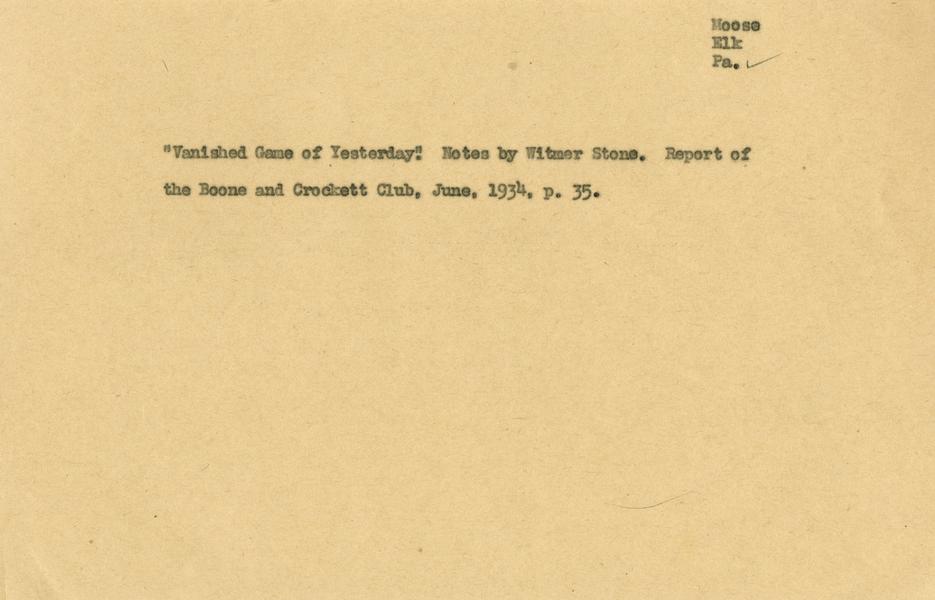 Moose
Elk
Pa. ✓
"Vanished Game of Yesterday". Notes by Witmer Stone. Report of
the Boone and Crockett Club, June, 1934, p. 35.